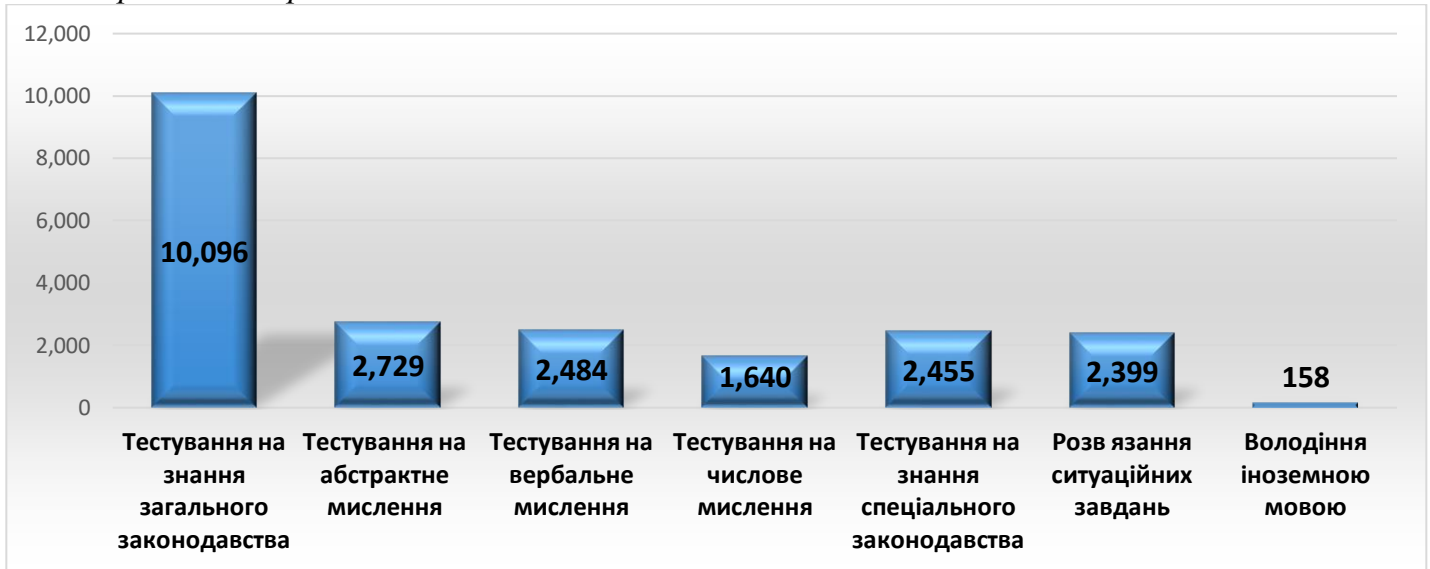 12,000
10,000
8,000
6,000
4,000
2,000
0
10,096
2,729
2,484
1,640
2,455
2,399
158
Тестування на
знання
загального
законодавства
Тестування на
абстрактне
мислення
Тестування на
вербальне
мислення
Тестування на
числове
мислення
Тестування на
знання
спеціального
законодавства
Розв язання
ситуаційних
завдань
Володіння
іноземною
мовою